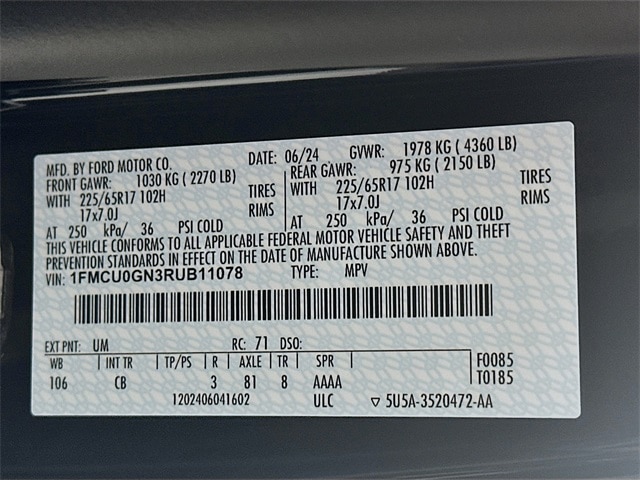 MFD. BY FORD MOTOR CO. DATE: 06/24 GVWR: 1978 KG ( 4360 LB)
FRONT GAWR: 1030 KG ( 2270 LB) REAR GAWR: 975 KG ( 2150 LB)
WITH 225/65R17 102H TIRES WITH 225/65R17 102H TIRES
17x7.0J RIMS 17x7.0J RIMS
AT 250 kPa/ 36 PSI COLD AT 250 kPa/ 36 PSI COLD
THIS VEHICLE CONFORMS TO ALL APPLICABLE FEDERAL MOTOR VEHICLE SAFETY AND THEFT
PREVENTION STANDARDS IN EFFECT ON THE DATE OF MANUFACTURE SHOWN ABOVE.
VIN: 1FMCU0GN3RUB11078 TYPE: MPV
EXT PNT: UM RC: 71 DSO:
WB INT TR TP/PS R AXLE TR SPR F0085
106 CB 3 81 8 AAAA T0185
1202406041602 ULC ▽ 5U5A-3520472-AA